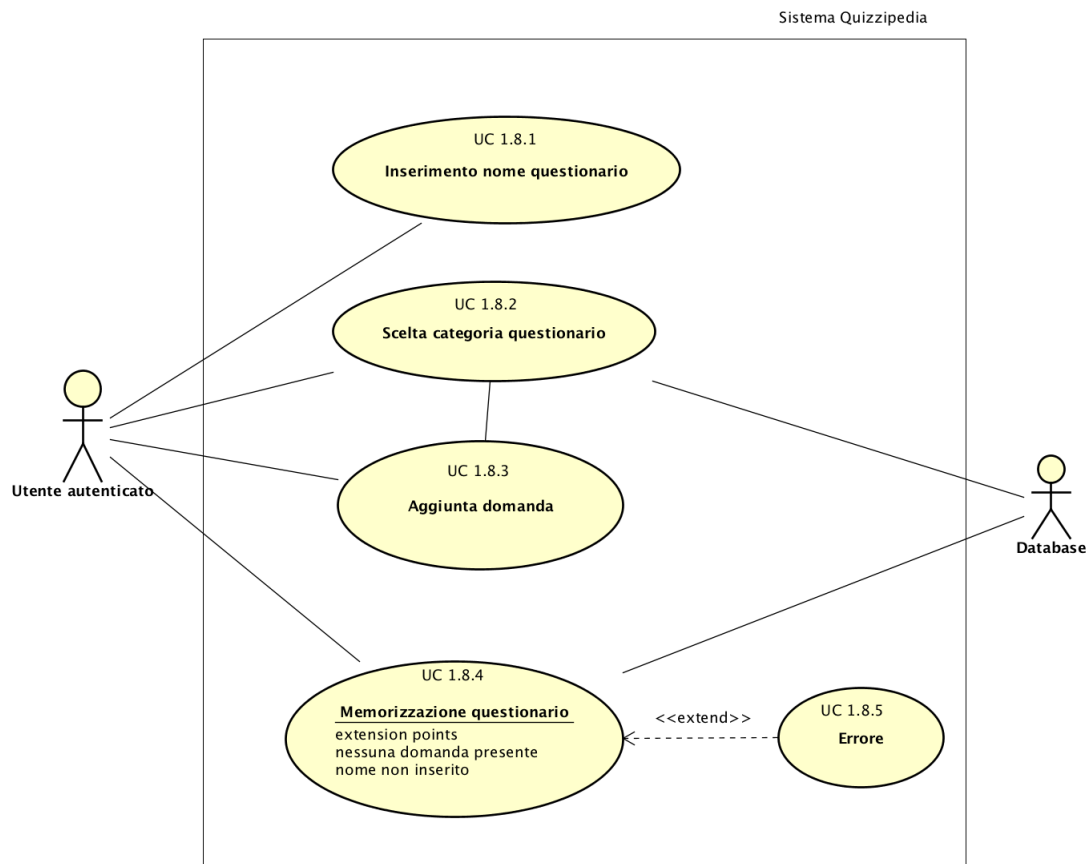 Sistema Quizzipedia
UC 1.8.1
Inserimento nome questionario
UC 1.8.2
Scelta categoria questionario
UC 1.8.3
Aggiunta domanda
Utente autenticato
Database
UC 1.8.4
Memorizzazione questionario
extension points
nessuna domanda presente
nome non inserito
<<extend>>
UC 1.8.5
Errore